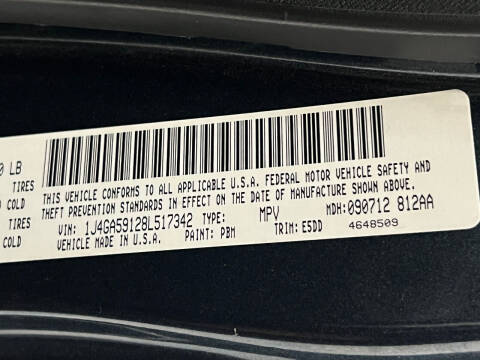 0 LB
THIS VEHICLE CONFORMS TO ALL APPLICABLE U.S.A. FEDERAL MOTOR VEHICLE SAFETY AND
TIRES
THEFT PREVENTION STANDARDS IN EFFECT ON THE DATE OF MANUFACTURE SHOWN ABOVE.
COLD
VIN: 1J4GA59128L517342 TYPE: MPV MDH: 090712 812AA
TIRES
VEHICLE MADE IN U.S.A. PAINT: PBM TRIM: E5DD 4648509
COLD